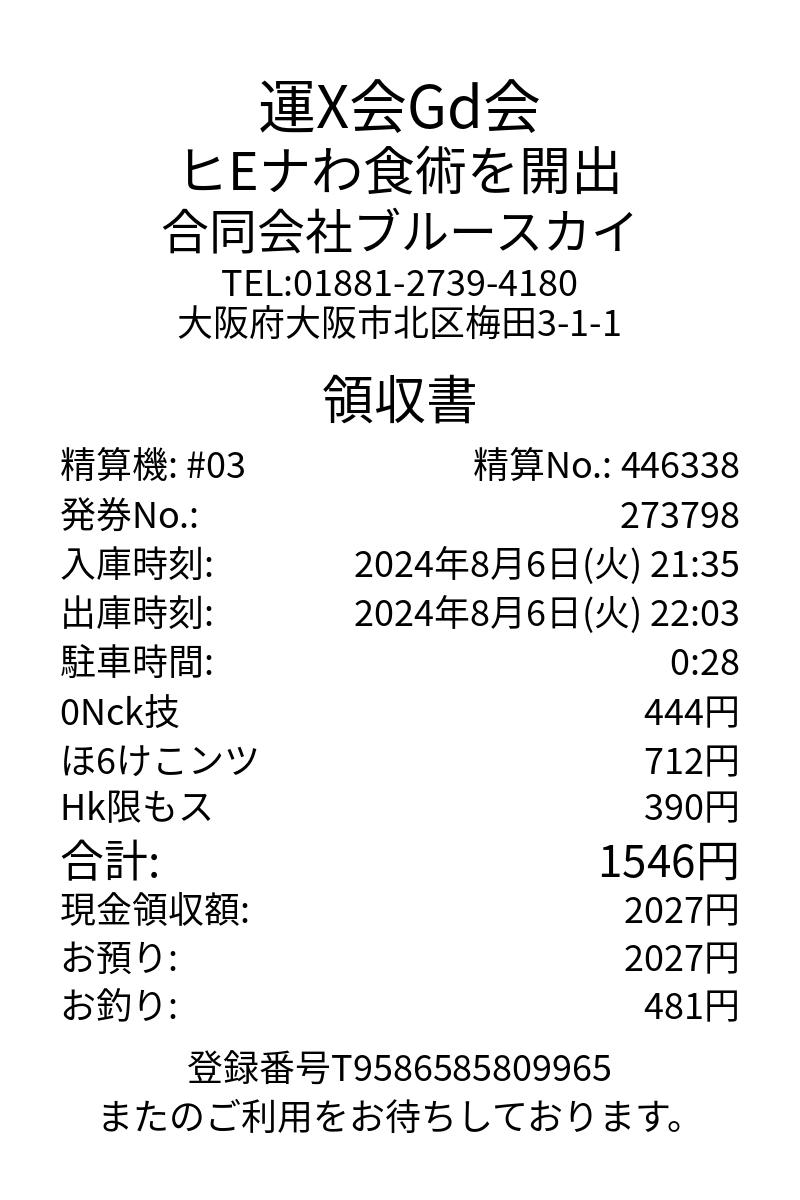 運X会Gd会
ヒEナわ食術を開出
合同会社ブルースカイ
TEL:01881-2739-4180
大阪府大阪市北区梅田3-1-1
領収書
精算機: #03 精算No.: 446338
発券No.: 273798
入庫時刻: 2024年8月6日(火) 21:35
出庫時刻: 2024年8月6日(火) 22:03
駐車時間: 0:28
0Nck技 444円
ほ6けこンツ 712円
Hk限もス 390円
合計: 1546円
現金領収額: 2027円
お預り: 2027円
お釣り: 481円
登録番号T9586585809965
またのご利用をお待ちしております。